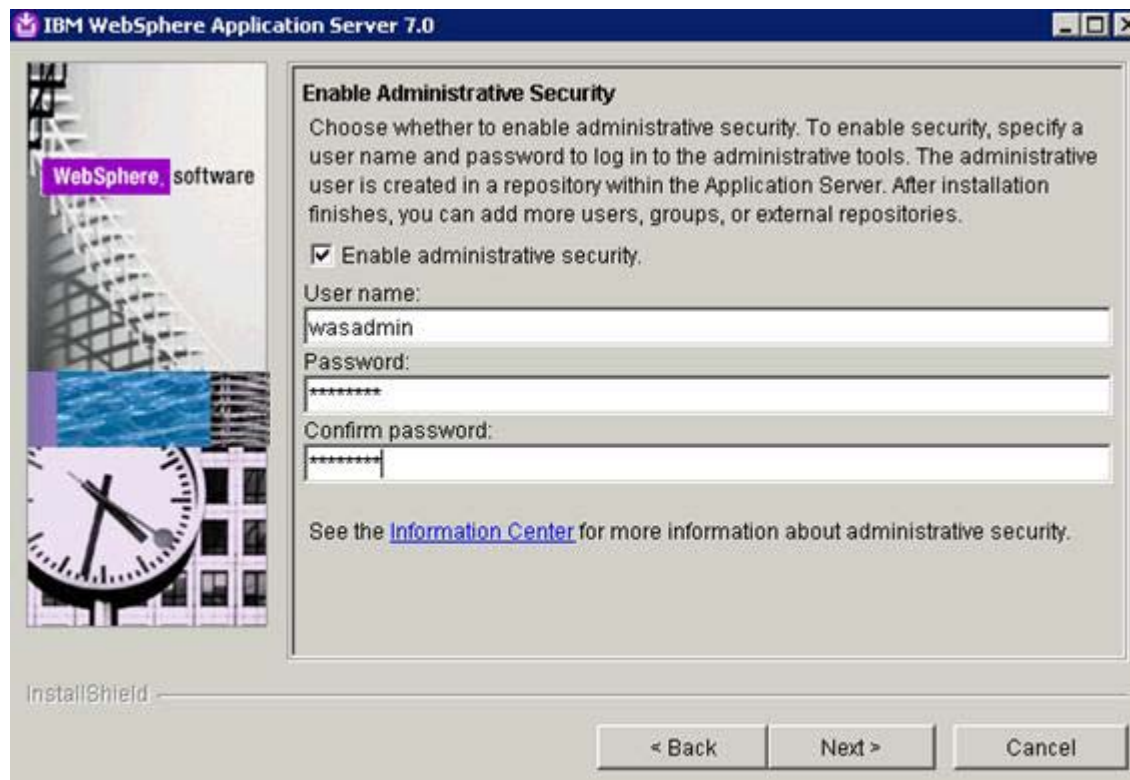 IBM WebSphere Application Server 7.0
WebSphere. software
Enable Administrative Security
Choose whether to enable administrative security. To enable security, specify a
user name and password to log in to the administrative tools. The administrative
user is created in a repository within the Application Server. After installation
finishes, you can add more users, groups, or external repositories.
Enable administrative security.
User name:
wasadmin
Password:
********
Confirm password:
********
See the Information Center for more information about administrative security.
InstallShield
< Back Next > Cancel